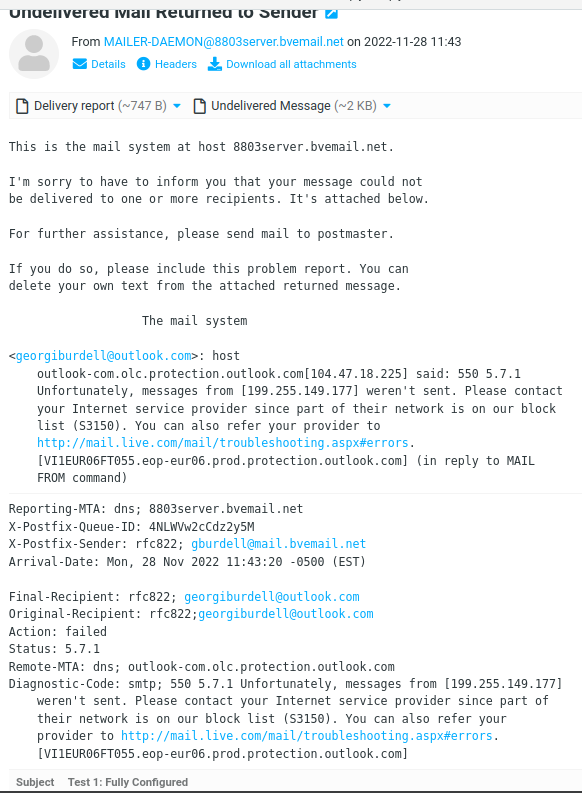 Undelivered Mail Returned to Sender
From MAILER-DAEMON@8803server.bvemail.net on 2022-11-28 11:43
Details Headers Download all attachments
Delivery report (~747 B) Undelivered Message (~2 KB)
This is the mail system at host 8803server.bvemail.net.
I'm sorry to have to inform you that your message could not
be delivered to one or more recipients. It's attached below.
For further assistance, please send mail to postmaster.
If you do so, please include this problem report. You can
delete your own text from the attached returned message.
The mail system
<georgiburdell@outlook.com>: host
outlook-com.olc.protection.outlook.com[104.47.18.225] said: 550 5.7.1
Unfortunately, messages from [199.255.149.177] weren't sent. Please contact
your Internet service provider since part of their network is on our block
list (S3150). You can also refer your provider to
http://mail.live.com/mail/troubleshooting.aspx#errors.
[VI1EUR06FT055.eop-eur06.prod.protection.outlook.com] (in reply to MAIL
FROM command)
Reporting-MTA: dns; 8803server.bvemail.net
X-Postfix-Queue-ID: 4NLWVw2cCdz2y5M
X-Postfix-Sender: rfc822; gburdell@mail.bvemail.net
Arrival-Date: Mon, 28 Nov 2022 11:43:20 -0500 (EST)
Final-Recipient: rfc822; georgiburdell@outlook.com
Original-Recipient: rfc822;georgiburdell@outlook.com
Action: failed
Status: 5.7.1
Remote-MTA: dns; outlook-com.olc.protection.outlook.com
Diagnostic-Code: smtp; 550 5.7.1 Unfortunately, messages from [199.255.149.177]
weren't sent. Please contact your Internet service provider since part of
their network is on our block list (S3150). You can also refer your
provider to http://mail.live.com/mail/troubleshooting.aspx#errors.
[VI1EUR06FT055.eop-eur06.prod.protection.outlook.com]
Subject Test 1: Fully Configured